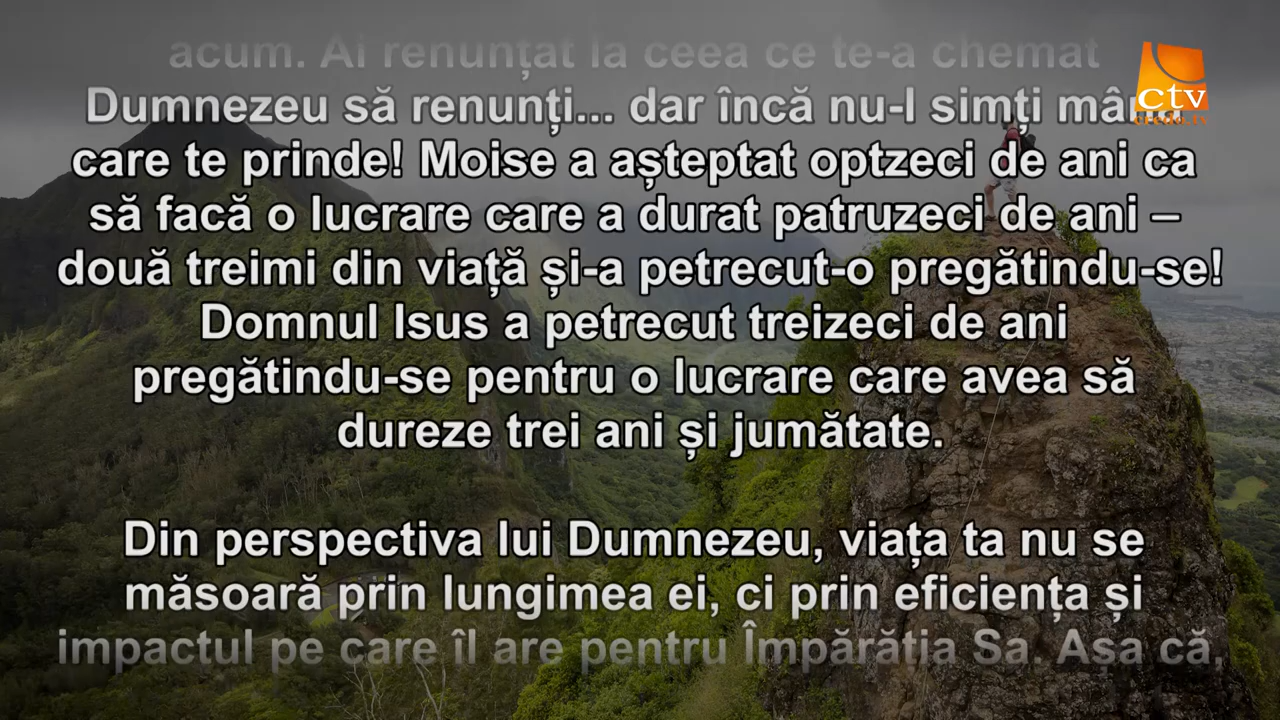 acum. Ai renunțat la ceea ce te-a chemat
Dumnezeu să renunți... dar încă nu-I simți mâna
care te prinde! Moise a așteptat optzeci de ani ca
să facă o lucrare care a durat patruzeci de ani –
două treimi din viață și-a petrecut-o pregătindu-se!
Domnul Isus a petrecut treizeci de ani
pregătindu-se pentru o lucrare care avea să
dureze trei ani și jumătate.
Din perspectiva lui Dumnezeu, viața ta nu se
măsoară prin lungimea ei, ci prin eficiența și
impactul pe care îl are pentru Împărăția Sa. Așa că,
ctv
credo.tv